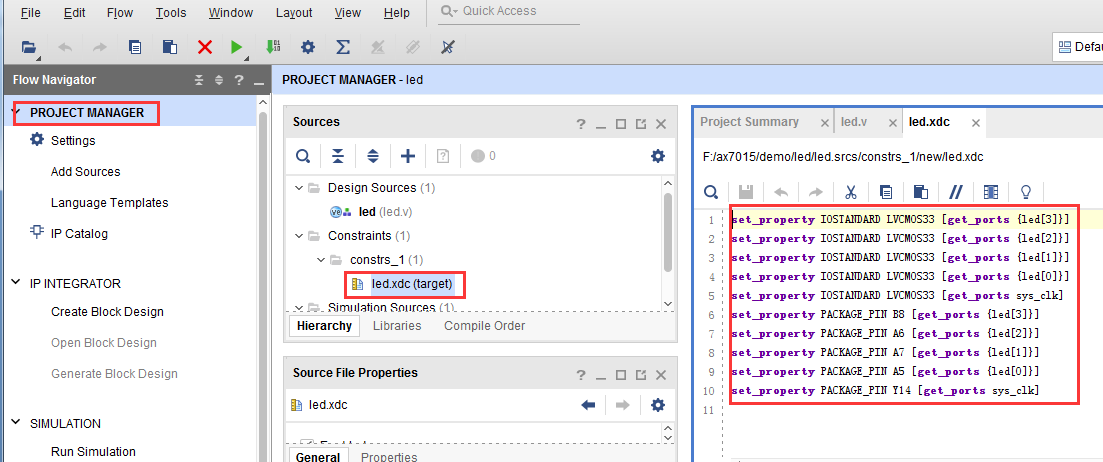 File Edit Flow Tools Window Layout View Help Quick Access
Flow Navigator
PROJECT MANAGER
Settings
Add Sources
Language Templates
IP Catalog
IP INTEGRATOR
Create Block Design
Open Block Design
Generate Block Design
SIMULATION
Run Simulation
PROJECT MANAGER - led
Sources
0
Design Sources (1)
led (led.v)
Constraints (1)
constrs_1 (1)
led.xdc (target)
Simulation Sources (1)
Hierarchy Libraries Compile Order
Source File Properties
led.xdc
General Properties
Project Summary led.v led.xdc
F:/ax7015/demo/led/led.srcs/constrs_1/new/led.xdc
1 set_property IOSTANDARD LVCMOS33 [get_ports {led[3]}]
2 set_property IOSTANDARD LVCMOS33 [get_ports {led[2]}]
3 set_property IOSTANDARD LVCMOS33 [get_ports {led[1]}]
4 set_property IOSTANDARD LVCMOS33 [get_ports {led[0]}]
5 set_property IOSTANDARD LVCMOS33 [get_ports sys_clk]
6 set_property PACKAGE_PIN B8 [get_ports {led[3]}]
7 set_property PACKAGE_PIN A6 [get_ports {led[2]}]
8 set_property PACKAGE_PIN A7 [get_ports {led[1]}]
9 set_property PACKAGE_PIN A5 [get_ports {led[0]}]
10 set_property PACKAGE_PIN Y14 [get_ports sys_clk]
11